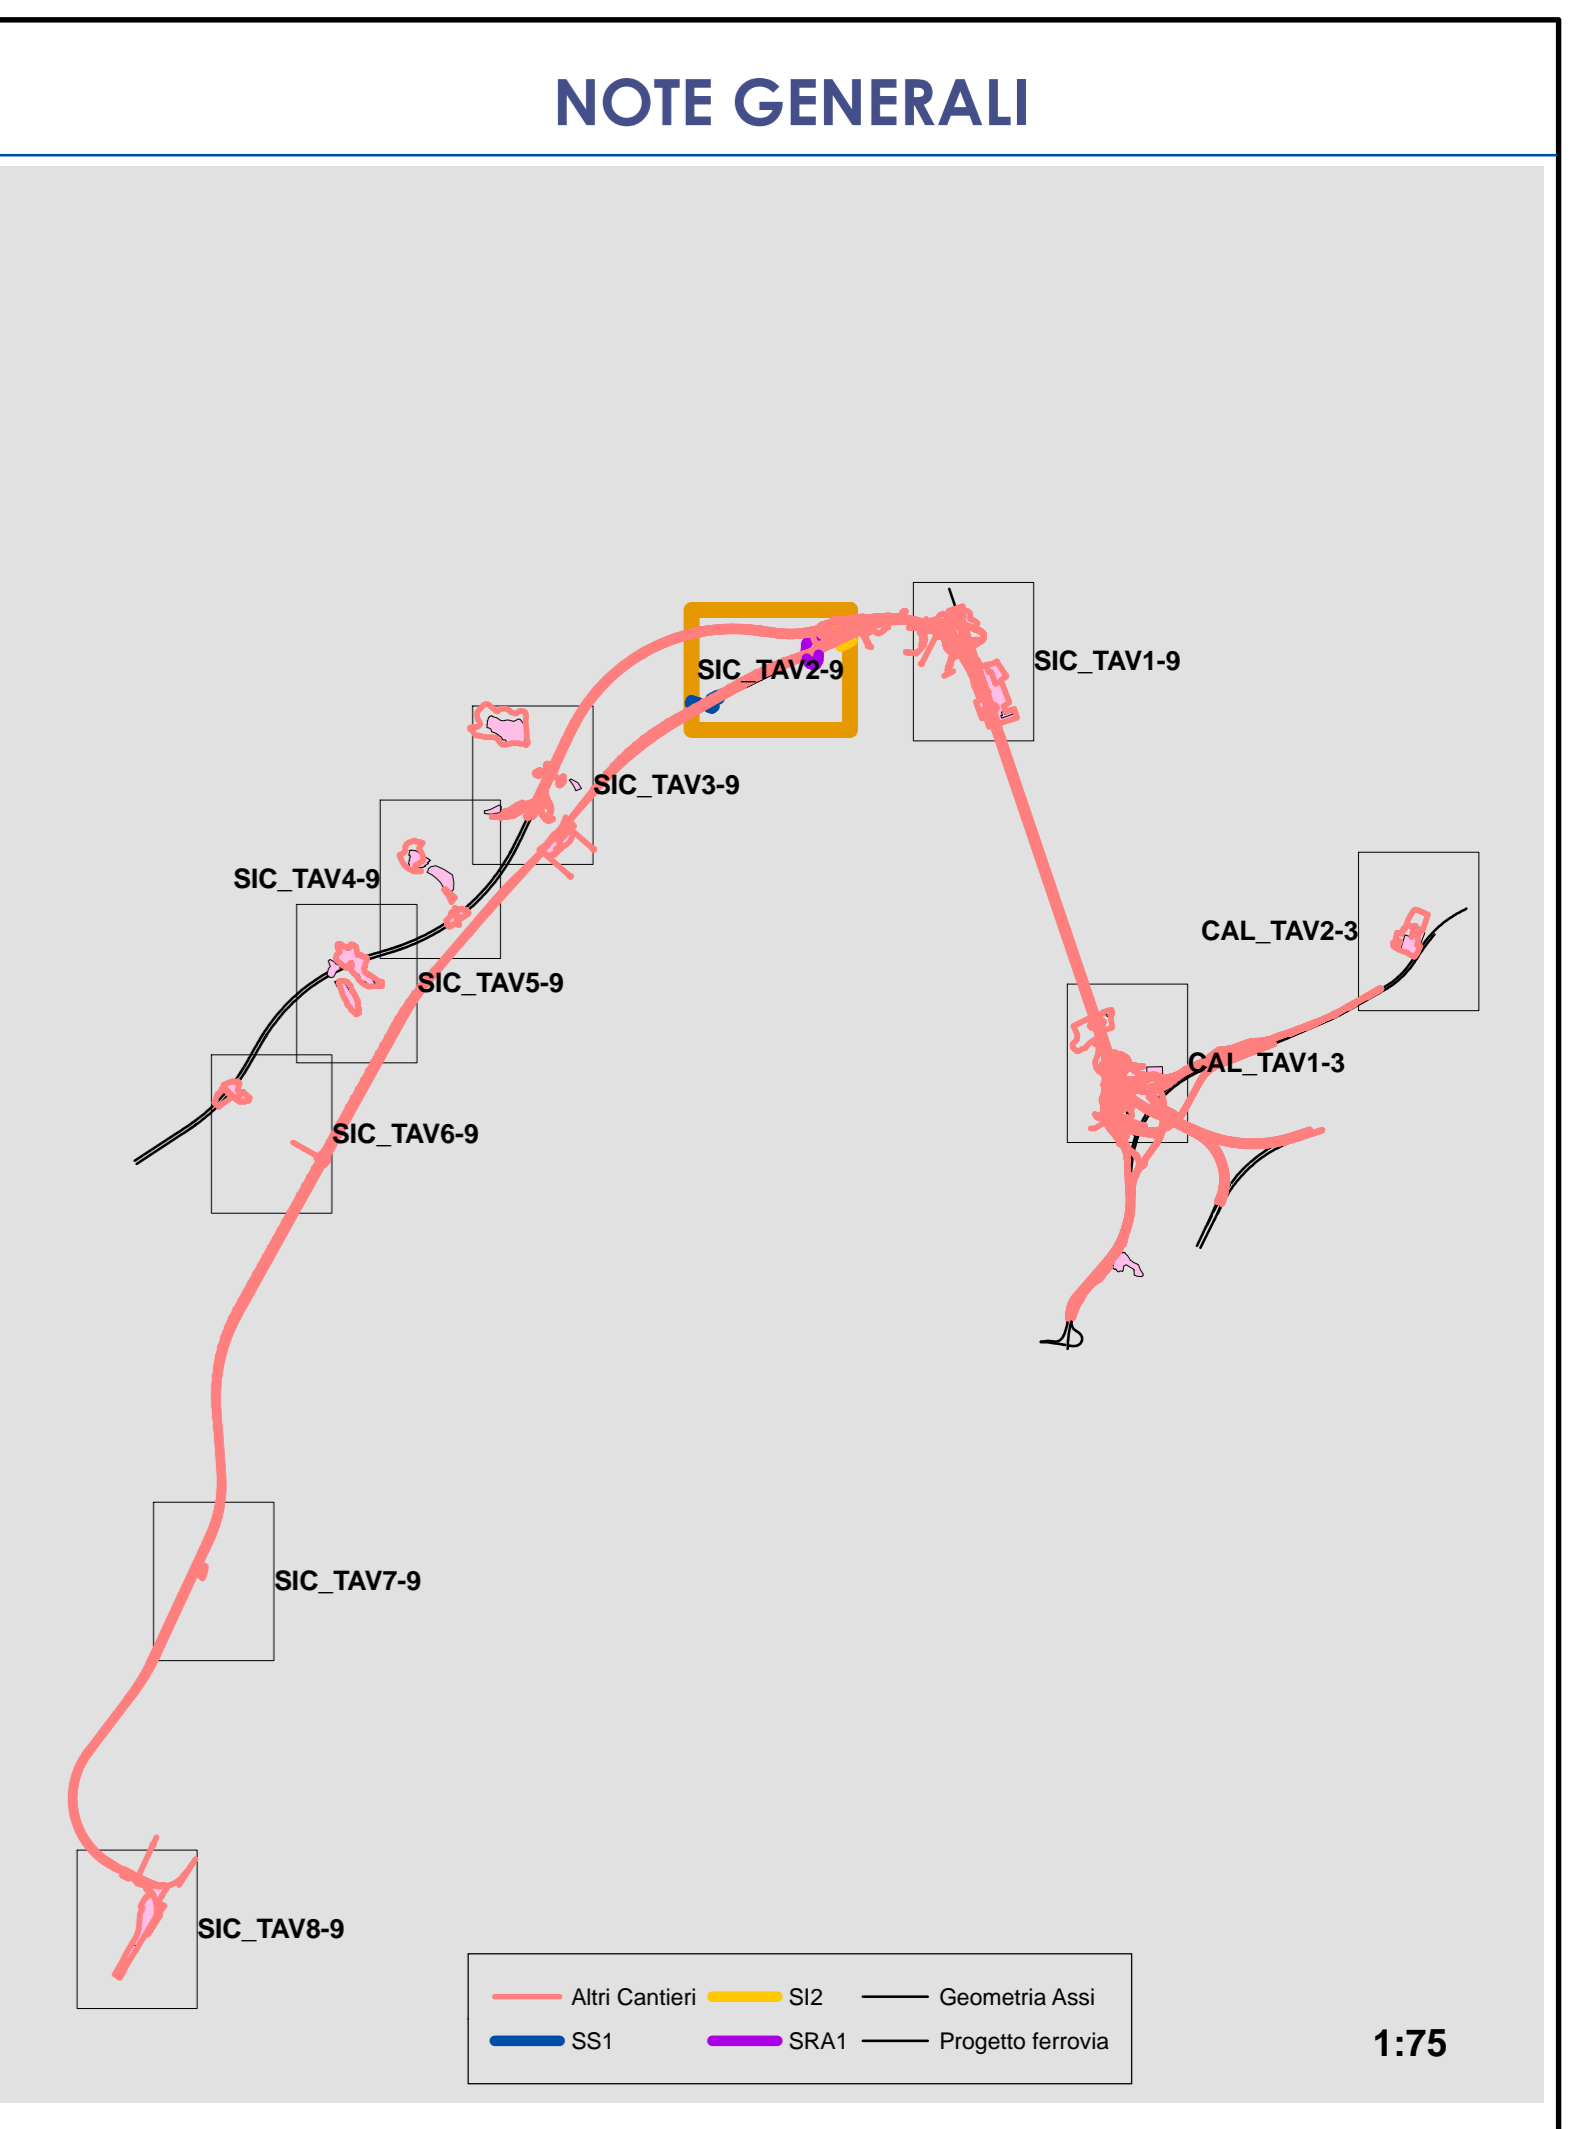 NOTE GENERALI
SIC_TAV2-9
SIC_TAV1-9
SIC_TAV3-9
SIC_TAV4-9
CAL_TAV2-3
SIC_TAV5-9
CAL_TAV1-3
SIC_TAV6-9
SIC_TAV7-9
SIC_TAV8-9
Altri Cantieri SI2 Geometria Assi
SS1 SRA1 Progetto ferrovia
1:75